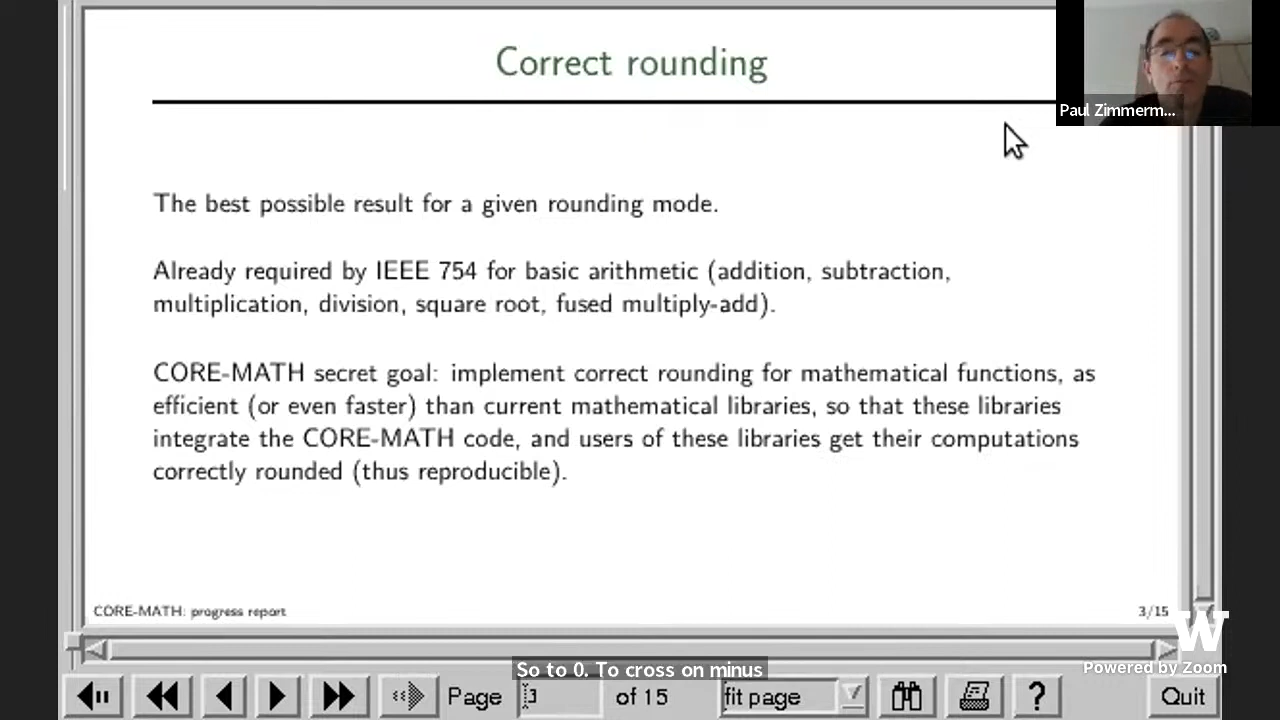 Correct rounding
Paul Zimmerm...
The best possible result for a given rounding mode.
Already required by IEEE 754 for basic arithmetic (addition, subtraction,
multiplication, division, square root, fused multiply-add).
CORE-MATH secret goal: implement correct rounding for mathematical functions, as
efficient (or even faster) than current mathematical libraries, so that these libraries
integrate the CORE-MATH code, and users of these libraries get their computations
correctly rounded (thus reproducible).
CORE-MATH: progress report
3/15
W
Powered by Zoom
So to 0. To cross on minus
Page 3 of 15 fit page ? Quit